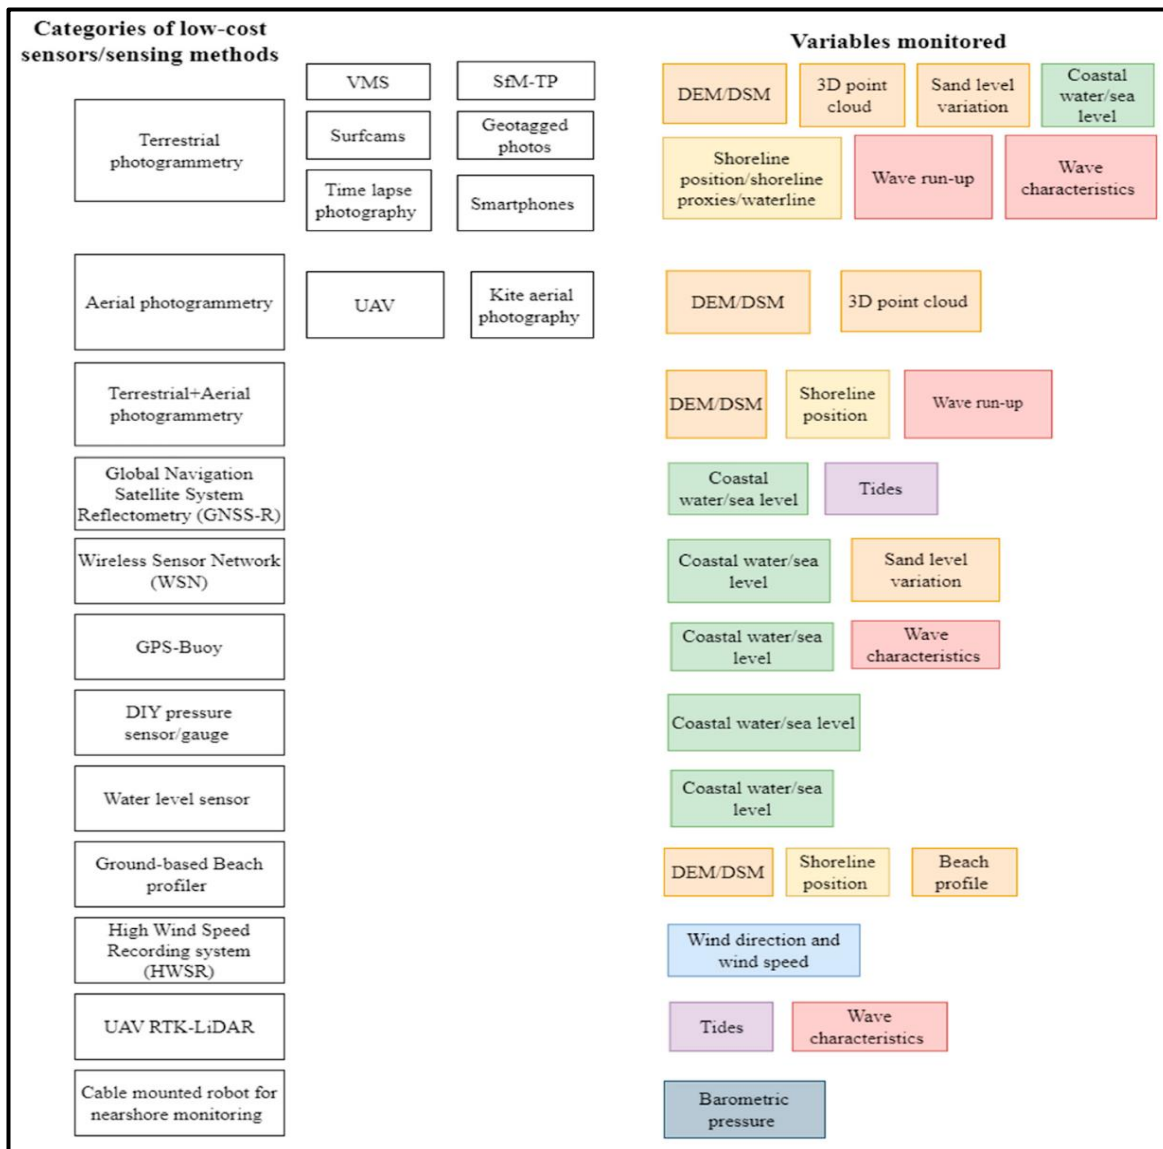 Categories of low-cost
sensors/sensing methods
Variables monitored
Terrestrial
photogrammetry
VMS
SfM-TP
Surfcams
Geotagged
photos
Time lapse
photography
Smartphones
DEM/DSM
3D point
cloud
Sand level
variation
Coastal
water/sea
level
Shoreline
position/shoreline
proxies/waterline
Wave run-up
Wave
characteristics
Aerial photogrammetry
UAV
Kite aerial
photography
DEM/DSM
3D point cloud
Terrestrial+Aerial
photogrammetry
DEM/DSM
Shoreline
position
Wave run-up
Global Navigation
Satellite System
Reflectometry (GNSS-R)
Coastal
water/sea level
Tides
Wireless Sensor Network
(WSN)
Coastal water/sea
level
Sand level
variation
GPS-Buoy
Coastal water/sea
level
Wave
characteristics
DIY pressure
sensor/gauge
Coastal water/sea level
Water level sensor
Coastal water/sea
level
Ground-based Beach
profiler
DEM/DSM
Shoreline
position
Beach
profile
High Wind Speed
Recording system
(HWSR)
Wind direction and
wind speed
UAV RTK-LiDAR
Tides
Wave
characteristics
Cable mounted robot for
nearshore monitoring
Barometric
pressure